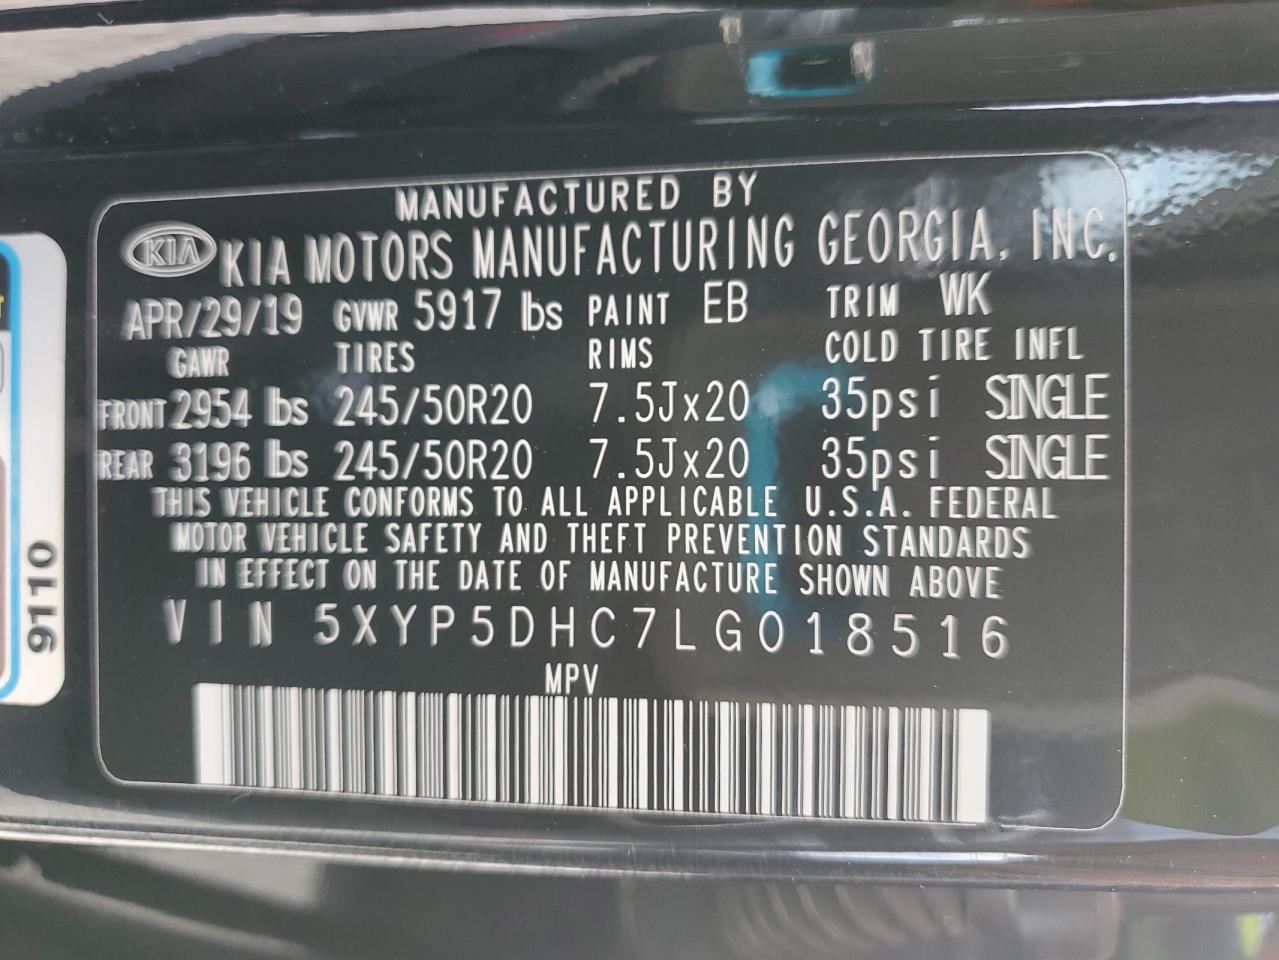 MANUFACTURED BY
KIA KIA MOTORS MANUFACTURING GEORGIA, INC.
APR/29/19 GVWR 5917 lbs PAINT EB TRIM WK
GAWR TIRES RIMS COLD TIRE INFL
FRONT 2954 lbs 245/50R20 7.5Jx20 35psi SINGLE
REAR 3196 lbs 245/50R20 7.5Jx20 35psi SINGLE
THIS VEHICLE CONFORMS TO ALL APPLICABLE U.S.A. FEDERAL
MOTOR VEHICLE SAFETY AND THEFT PREVENTION STANDARDS
IN EFFECT ON THE DATE OF MANUFACTURE SHOWN ABOVE
VIN 5XYP5DHC7LG018516
MPV
9110